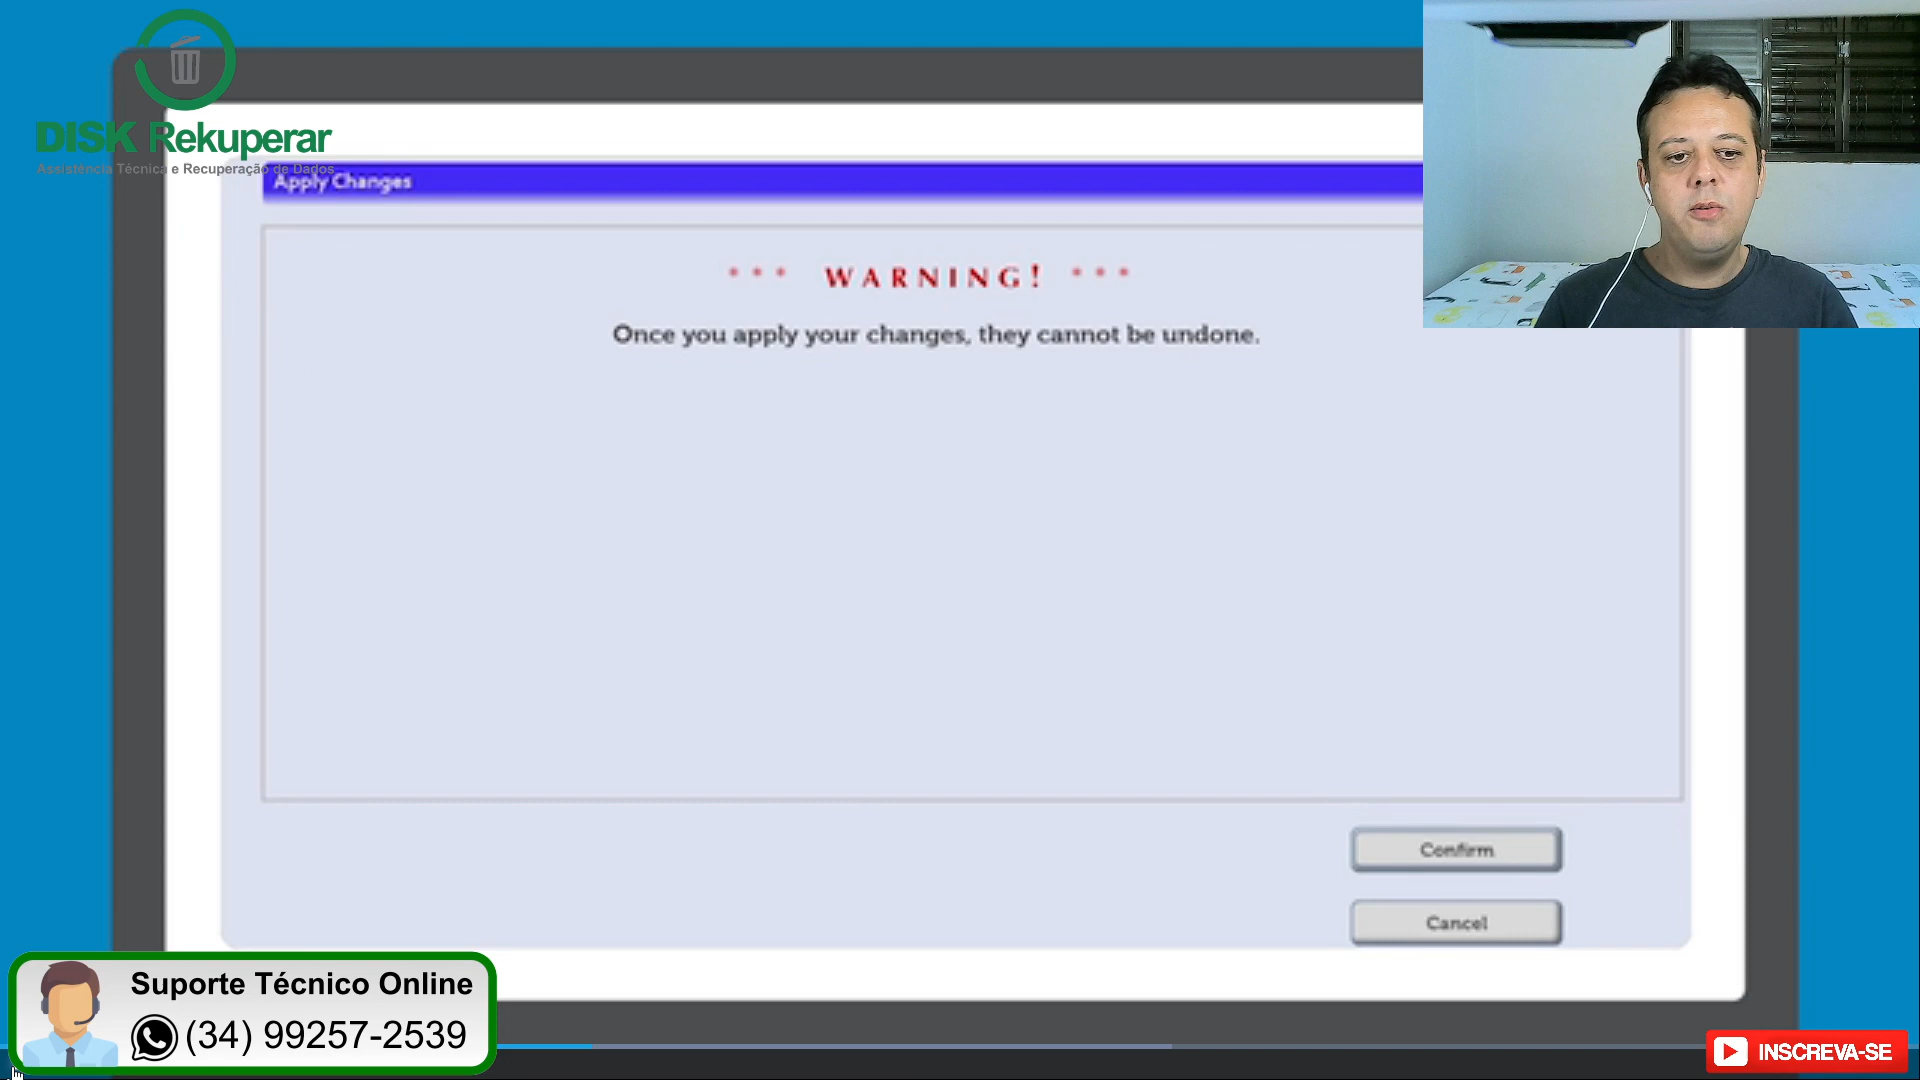 DISK Rekuperar
Assistência Técnica e Recuperação de Dados
Apply Changes
*** WARNING! ***
Once you apply your changes, they cannot be undone.
Confirm
Cancel
Suporte Técnico Online
(34) 99257-2539
INSCREVA-SE